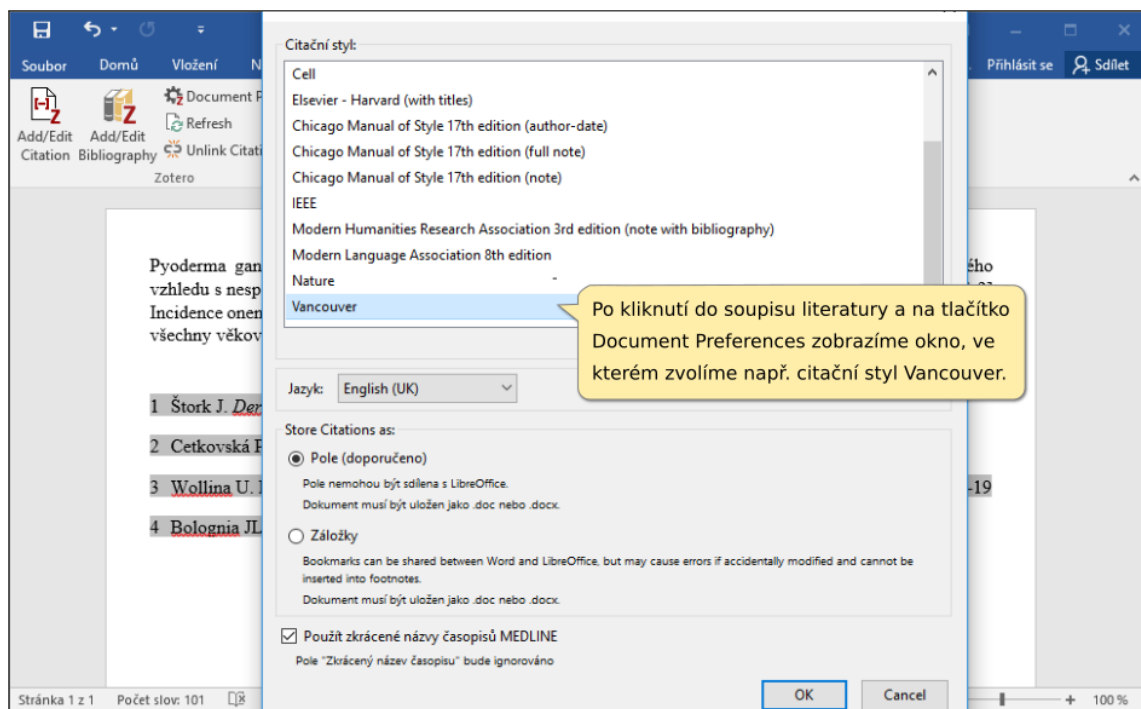 Soubor Domů Vložení N Přihlásit se Sdílet
Add/Edit Citation
Add/Edit Bibliography
Document P
Refresh
Unlink Citati
Zotero
Citační styl:
Cell
Elsevier - Harvard (with titles)
Chicago Manual of Style 17th edition (author-date)
Chicago Manual of Style 17th edition (full note)
Chicago Manual of Style 17th edition (note)
IEEE
Modern Humanities Research Association 3rd edition (note with bibliography)
Modern Language Association 8th edition
Nature
Vancouver
Po kliknutí do soupisu literatury a na tlačítko
Document Preferences zobrazíme okno, ve
kterém zvolíme např. citační styl Vancouver.
Pyoderma gan ého
vzhledu s nesp
Incidence onen
všechny věkov
1 Štork J. Der
2 Cetkovská P
3 Wollina U. -19
4 Bolognia JL
Jazyk: English (UK)
Store Citations as:
Pole (doporučeno)
Pole nemohou být sdílena s LibreOffice.
Dokument musí být uložen jako .doc nebo .docx.
Záložky
Bookmarks can be shared between Word and LibreOffice, but may cause errors if accidentally modified and cannot be
inserted into footnotes.
Dokument musí být uložen jako .doc nebo .docx.
Použít zkrácené názvy časopisů MEDLINE
Pole "Zkrácený název časopisu" bude ignorováno
OK Cancel
Stránka 1 z 1 Počet slov: 101 100 %